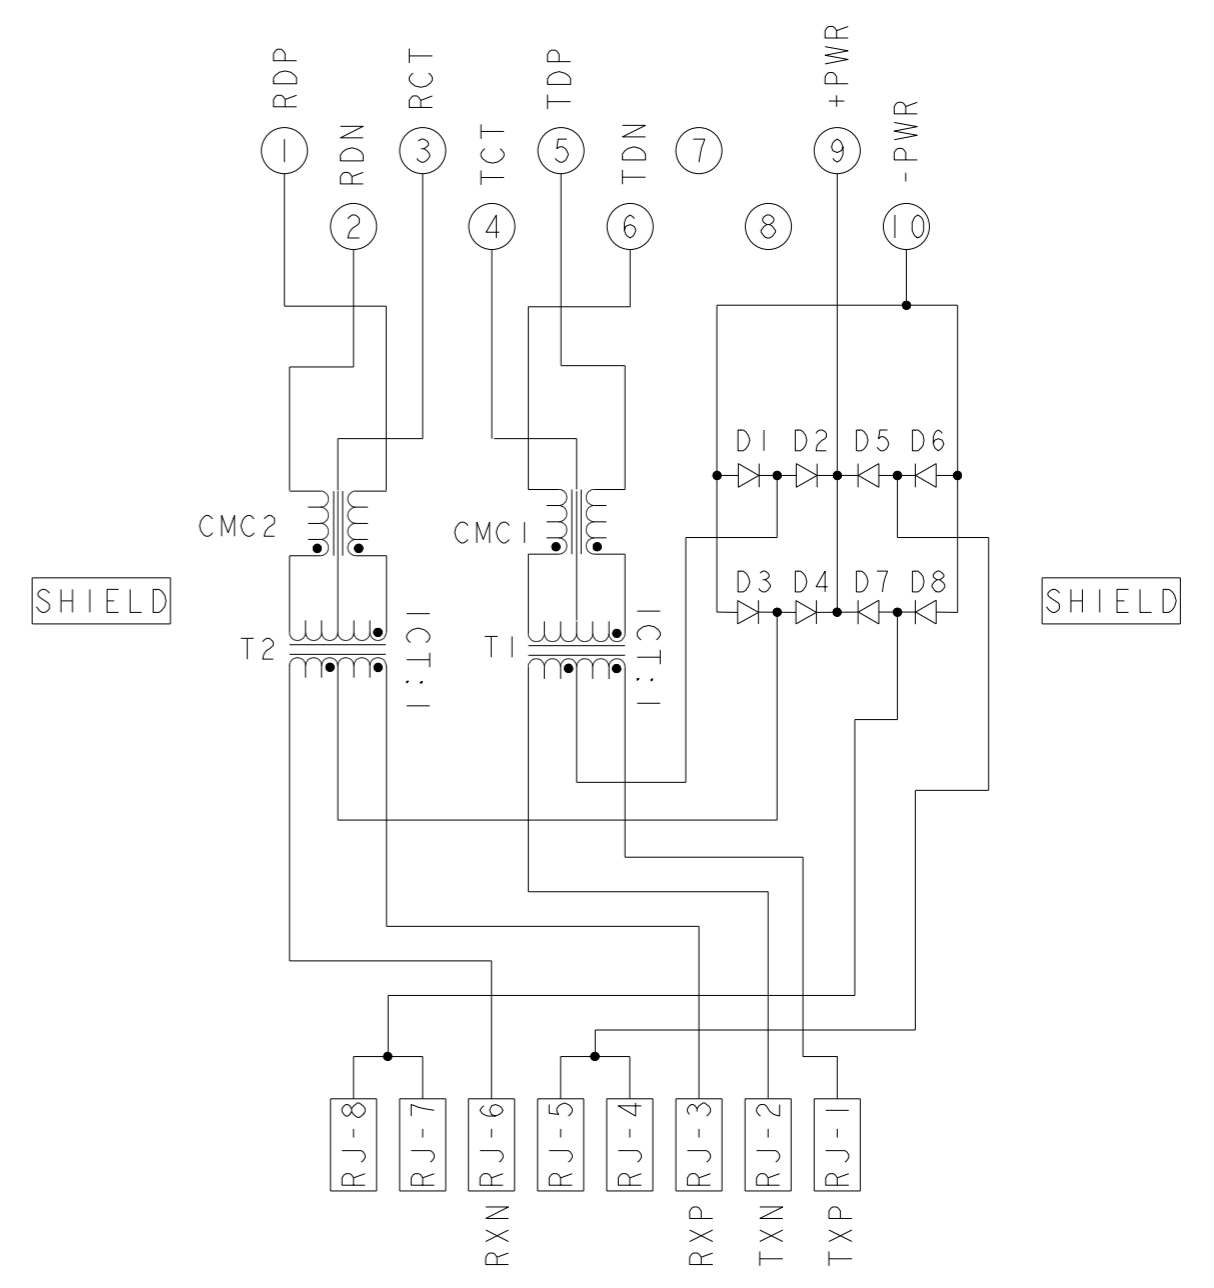 RDP
RCT
TDP
+PWR
RDN
TCT
TDN
-PWR
1
3
5
7
9
2
4
6
8
10
D1
D2
D5
D6
CMC2
CMC1
D3
D4
D7
D8
SHIELD
SHIELD
T2
1CT:1
T1
1CT:1
RJ-8
RJ-7
RJ-6
RJ-5
RJ-4
RJ-3
RJ-2
RJ-1
RXN
RXP
TXN
TXP